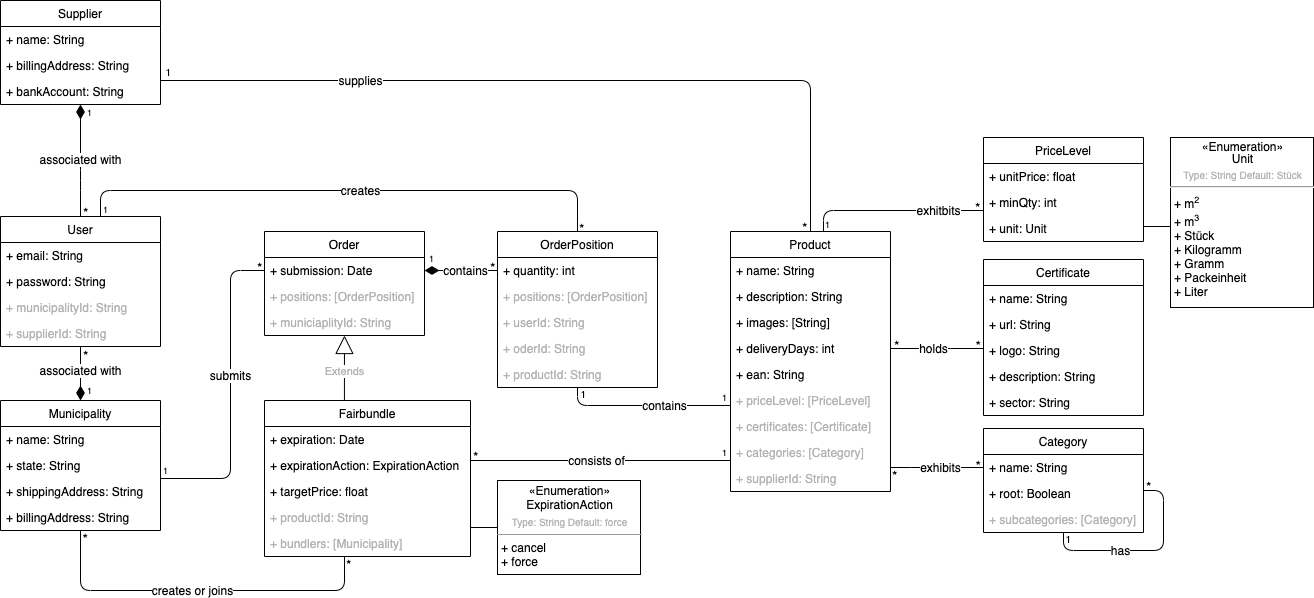 Supplier
+ name: String
+ billingAddress: String
+ bankAccount: String
1
supplies
*
1
associated with
*
User
+ email: String
+ password: String
+ municipalityId: String
+ supplierId: String
1
creates
*
*
associated with
1
Municipality
+ name: String
+ state: String
+ shippingAddress: String
+ billingAddress: String
1
submits
*
*
creates or joins
*
Order
+ submission: Date
+ positions: [OrderPosition]
+ municiaplityId: String
1
contains
*
Extends
Fairbundle
+ expiration: Date
+ expirationAction: ExpirationAction
+ targetPrice: float
+ productId: String
+ bundlers: [Municipality]
*
consists of
1
OrderPosition
+ quantity: int
+ positions: [OrderPosition]
+ userId: String
+ oderId: String
+ productId: String
1
contains
1
«Enumeration»
ExpirationAction
Type: String Default: force
+ cancel
+ force
Product
+ name: String
+ description: String
+ images: [String]
+ deliveryDays: int
+ ean: String
+ priceLevel: [PriceLevel]
+ certificates: [Certificate]
+ categories: [Category]
+ supplierId: String
1
exhitbits
*
*
holds
*
*
exhibits
*
PriceLevel
+ unitPrice: float
+ minQty: int
+ unit: Unit
«Enumeration»
Unit
Type: String Default: Stück
+ m²
+ m³
+ Stück
+ Kilogramm
+ Gramm
+ Packeinheit
+ Liter
Certificate
+ name: String
+ url: String
+ logo: String
+ description: String
+ sector: String
Category
+ name: String
+ root: Boolean
+ subcategories: [Category]
*
1
has